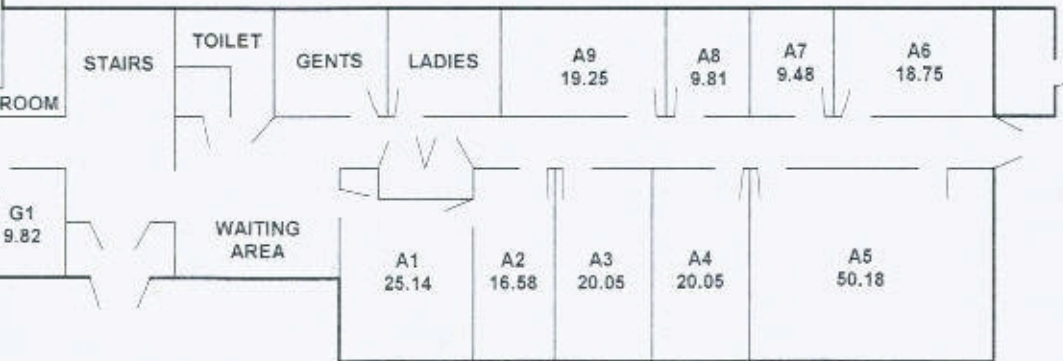 STAIRS
TOILET
GENTS
LADIES
A9
19.25
A8
9.81
A7
9.48
A6
18.75
ROOM
G1
9.82
WAITING
AREA
A1
25.14
A2
16.58
A3
20.05
A4
20.05
A5
50.18